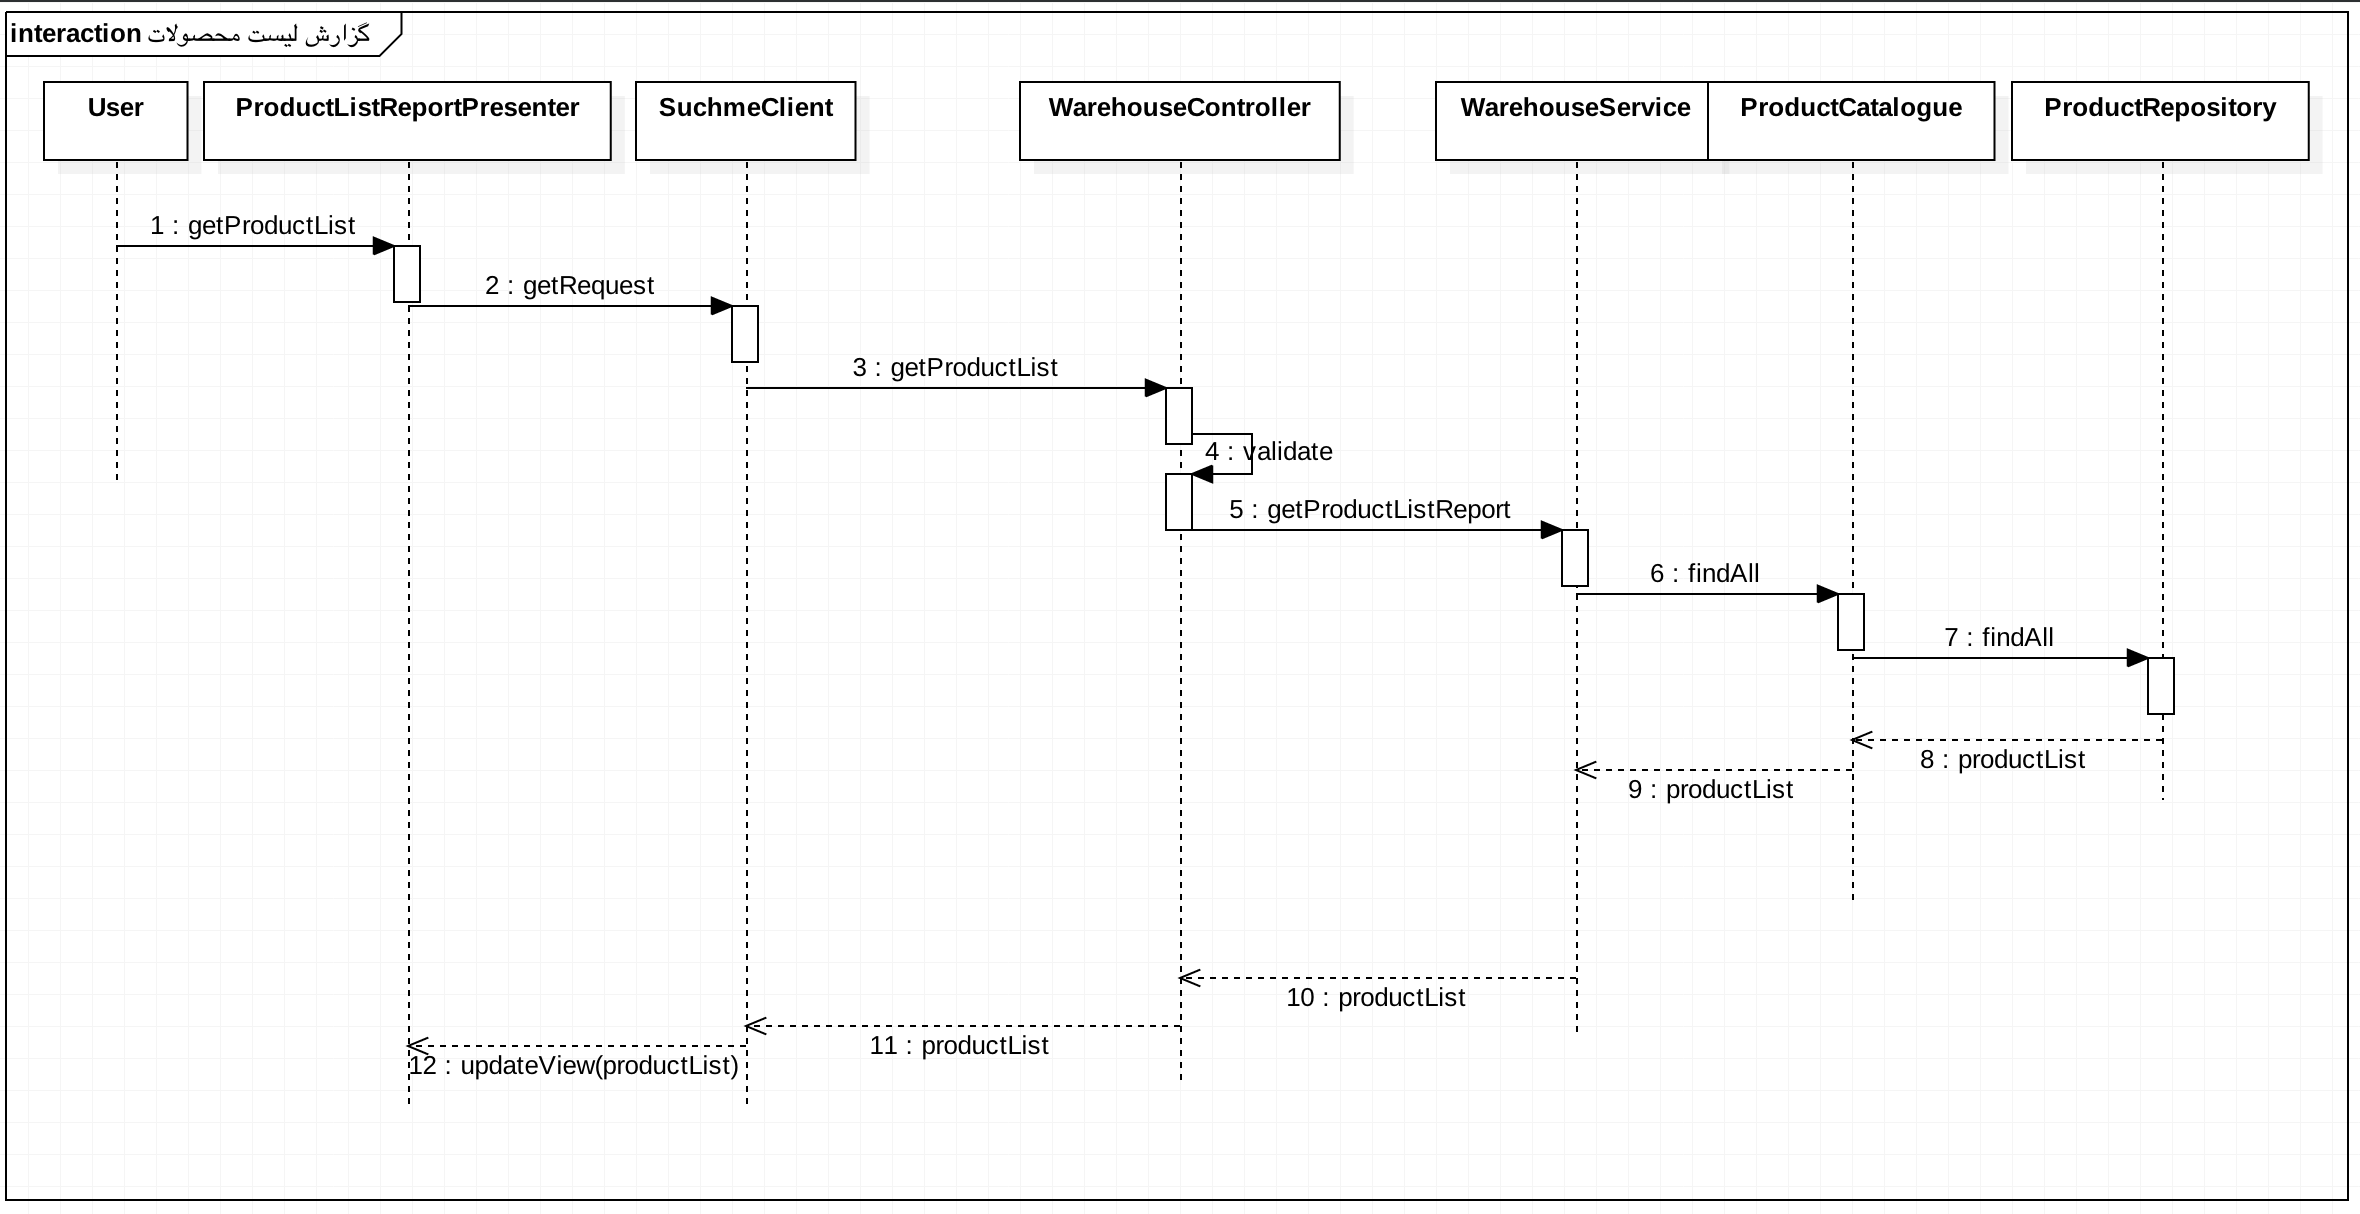 interaction گزارش لیست محصولات
User
ProductListReportPresenter
SuchmeClient
WarehouseController
WarehouseService
ProductCatalogue
ProductRepository
1 : getProductList
2 : getRequest
3 : getProductList
4 : validate
5 : getProductListReport
6 : findAll
7 : findAll
8 : productList
9 : productList
10 : productList
11 : productList
12 : updateView(productList)